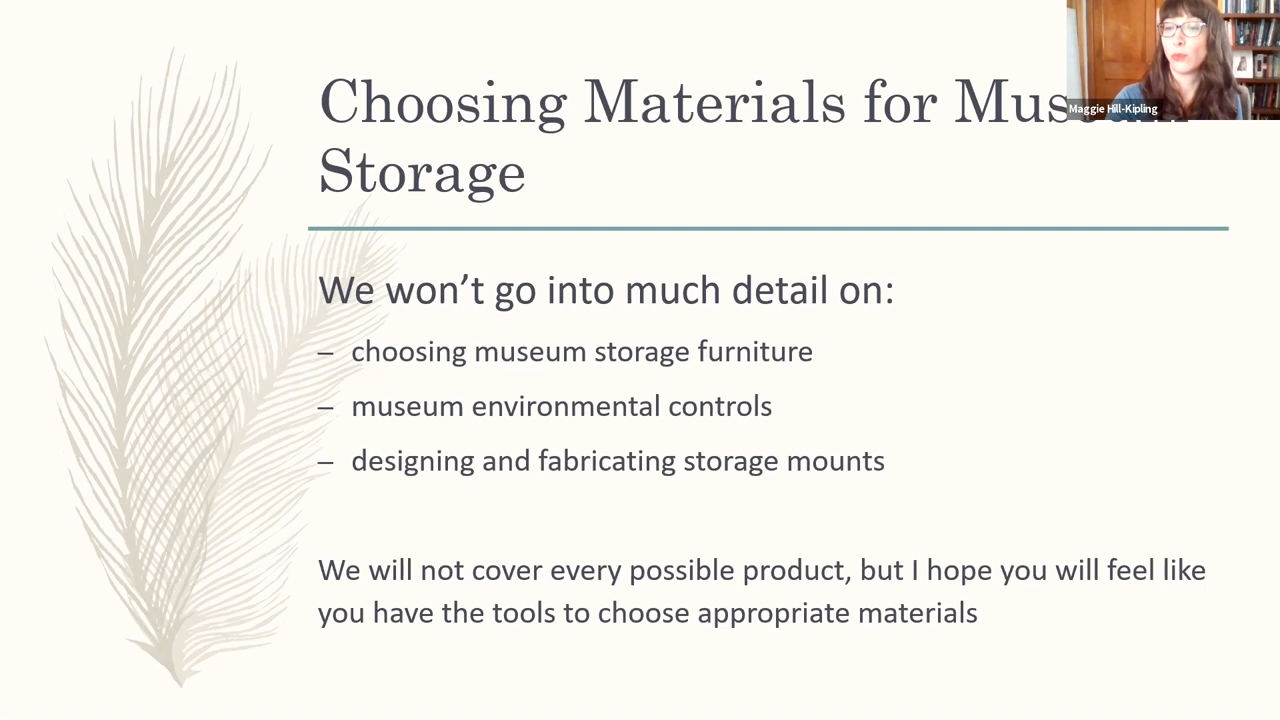 Choosing Materials for Museum
Storage
Maggie Hill-Kipling
We won't go into much detail on:
– choosing museum storage furniture
– museum environmental controls
– designing and fabricating storage mounts
We will not cover every possible product, but I hope you will feel like
you have the tools to choose appropriate materials